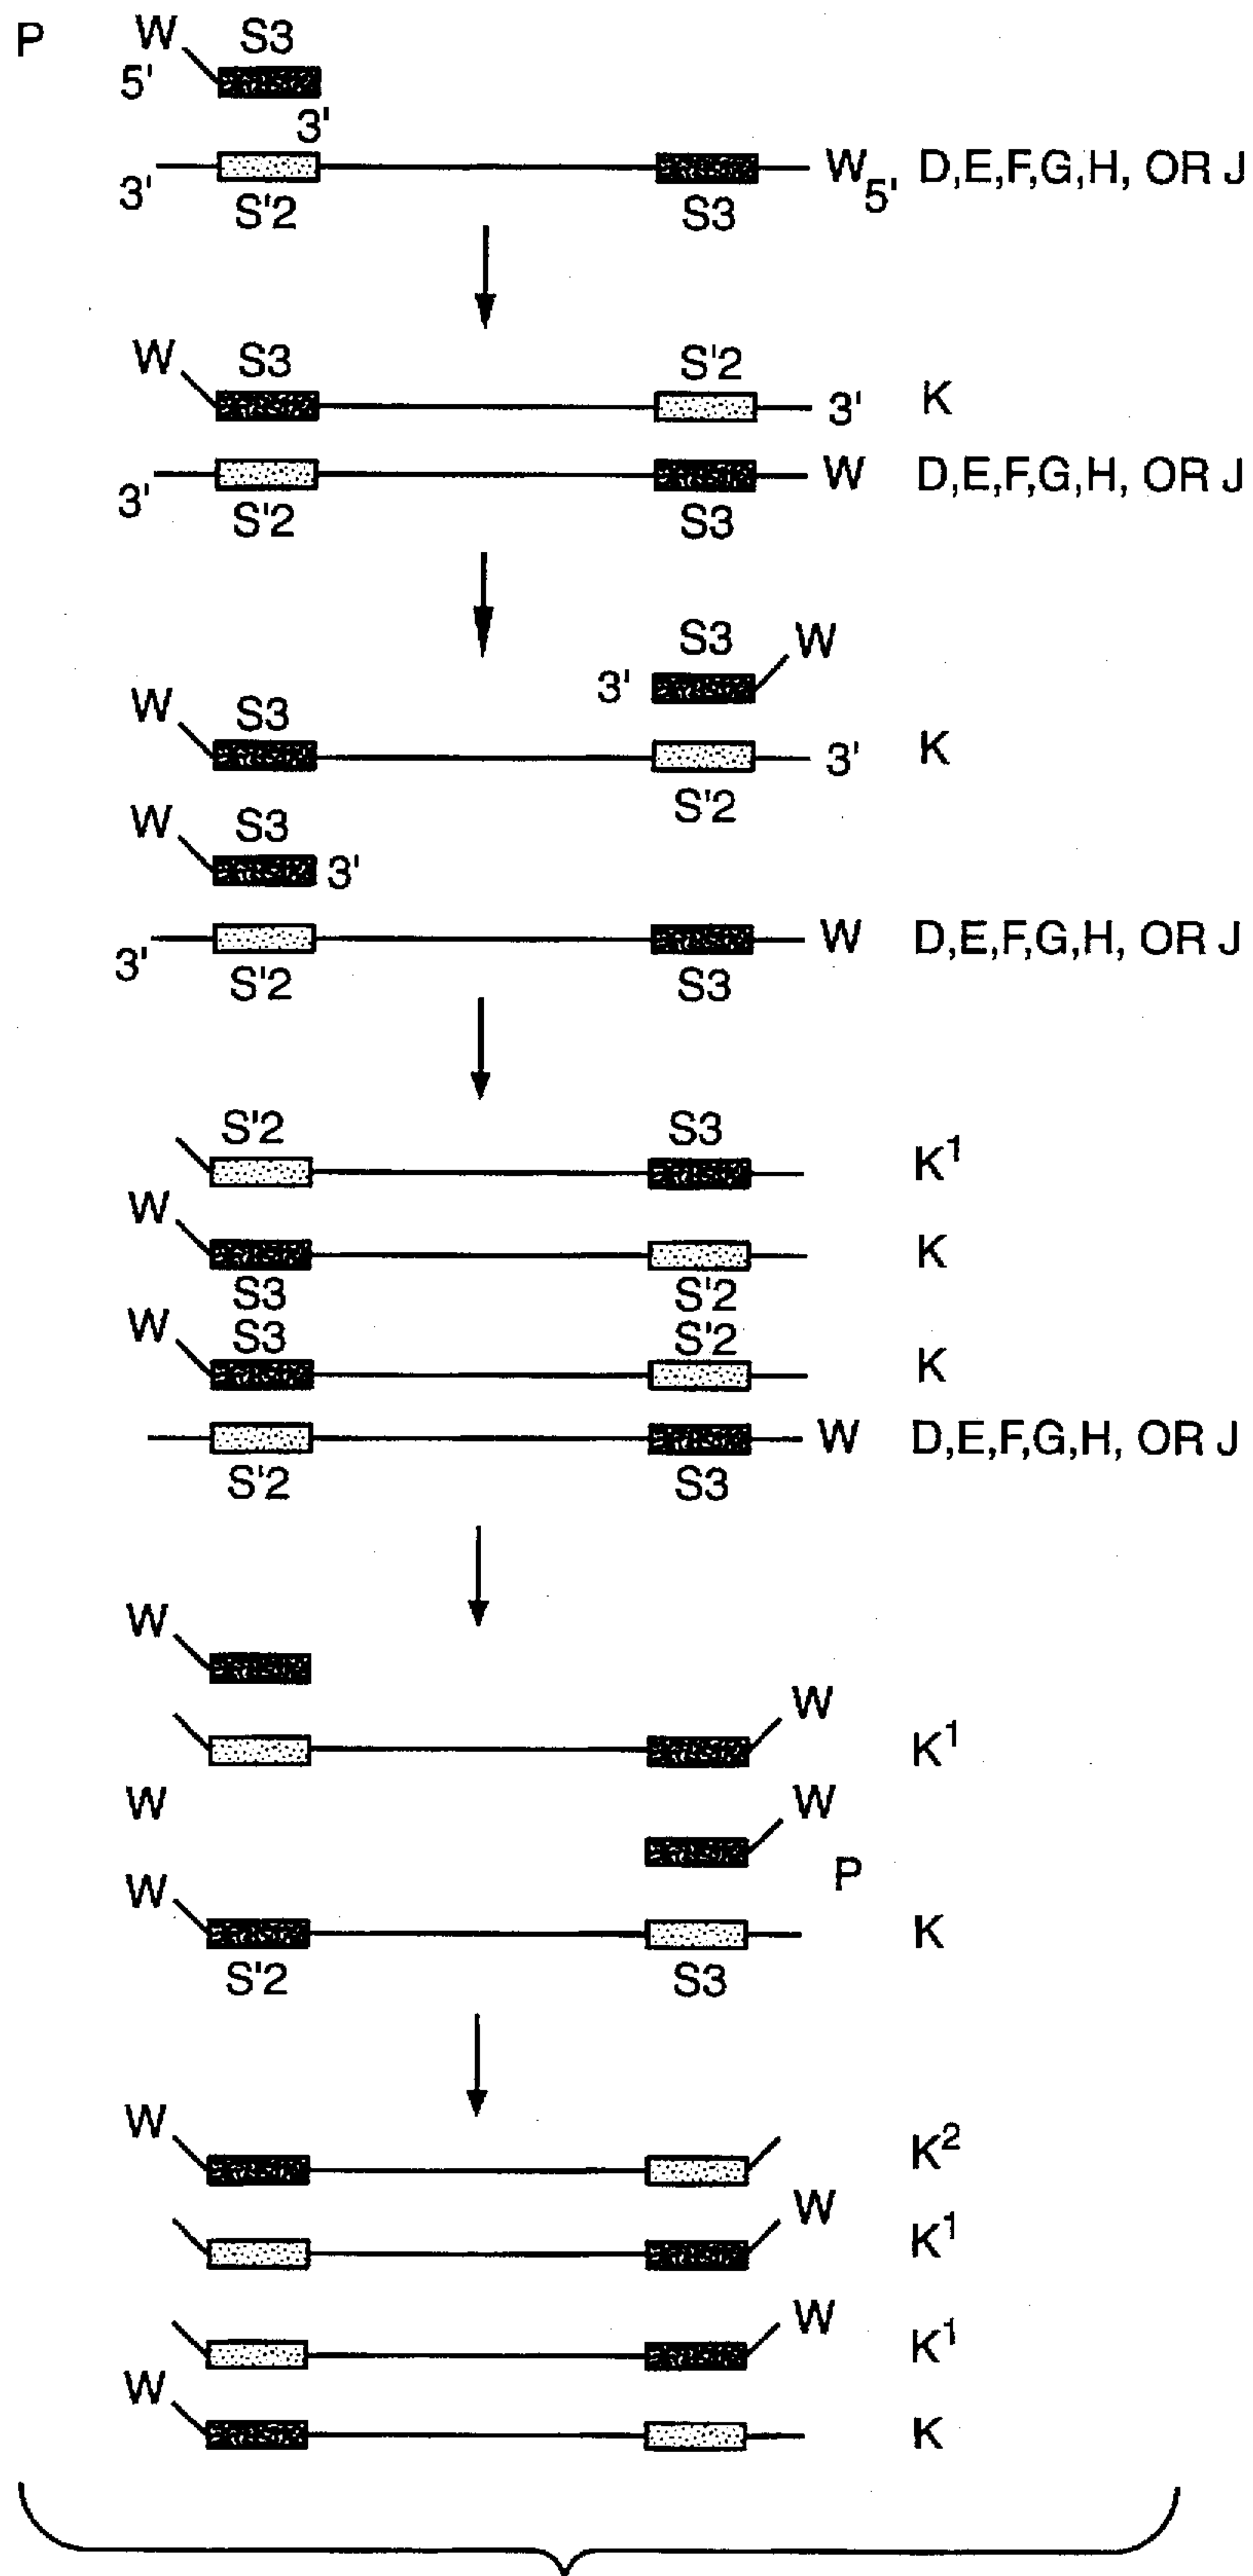 P W S3
5'
3'
3' W 5' D,E,F,G,H, OR J
S'2 S3
W S3 S'2
3' K
3' W D,E,F,G,H, OR J
S'2 S3
S3 W
3'
W S3
3' K
S'2
W S3
3'
3' W D,E,F,G,H, OR J
S'2 S3
S'2 S3
K1
W
K
S3 S'2
W S3 S'2
K
W D,E,F,G,H, OR J
S'2 S3
W
W
K1
W W
P
W
K
S'2 S3
W
K2
W
K1
W
K1
W
K